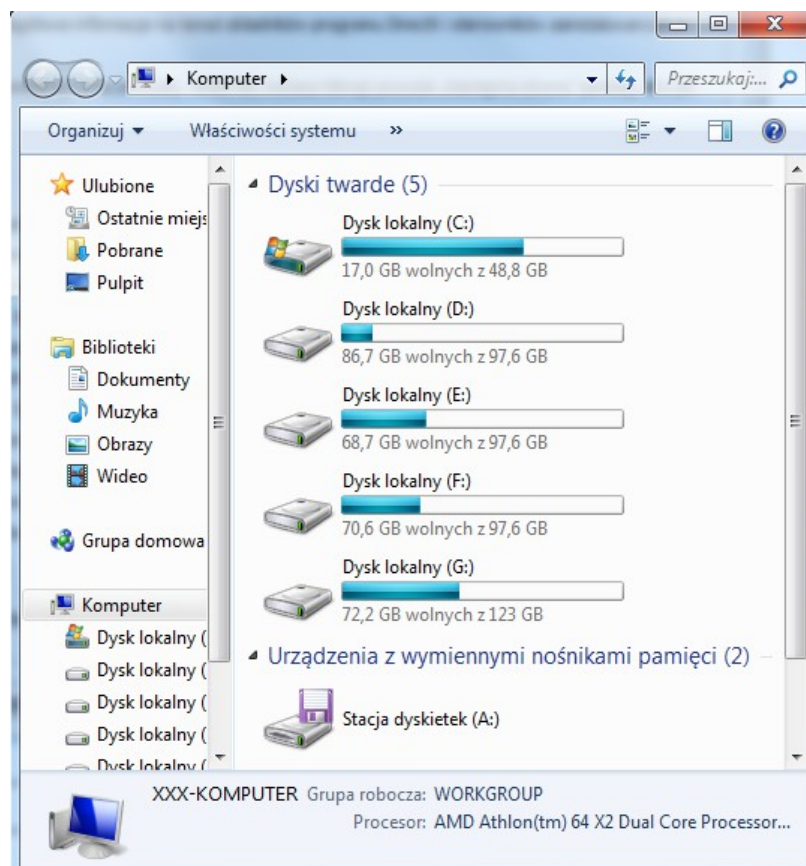 Komputer
Przeszukaj:...
Organizuj Właściwości systemu »
Ulubione
Ostatnie miejs
Pobrane
Pulpit
Biblioteki
Dokumenty
Muzyka
Obrazy
Wideo
Grupa domowa
Komputer
Dysk lokalny (
Dysk lokalny (
Dysk lokalny (
Dysk lokalny (
Dysk lokalny (
Dyski twarde (5)
Dysk lokalny (C:)
17,0 GB wolnych z 48,8 GB
Dysk lokalny (D:)
86,7 GB wolnych z 97,6 GB
Dysk lokalny (E:)
68,7 GB wolnych z 97,6 GB
Dysk lokalny (F:)
70,6 GB wolnych z 97,6 GB
Dysk lokalny (G:)
72,2 GB wolnych z 123 GB
Urządzenia z wymiennymi nośnikami pamięci (2)
Stacja dyskietek (A:)
XXX-KOMPUTER Grupa robocza: WORKGROUP
Procesor: AMD Athlon(tm) 64 X2 Dual Core Processor...